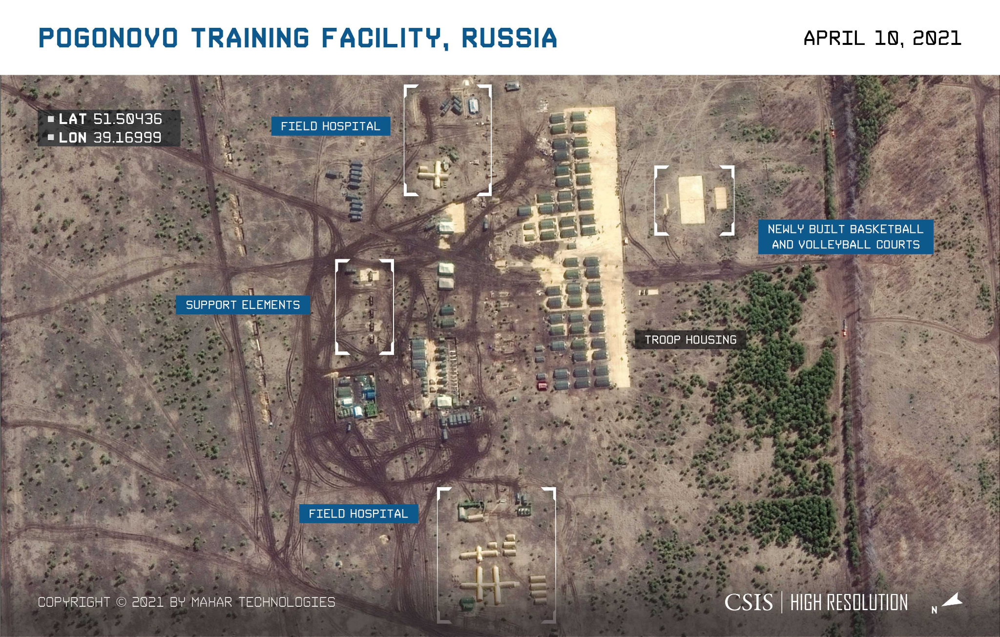 POGONOVO TRAINING FACILITY, RUSSIA
APRIL 10, 2021
LAT 51.50436
LON 39.16999
FIELD HOSPITAL
NEWLY BUILT BASKETBALL
AND VOLLEYBALL COURTS
SUPPORT ELEMENTS
TROOP HOUSING
FIELD HOSPITAL
COPYRIGHT © 2021 BY MAXAR TECHNOLOGIES
CSIS | HIGH RESOLUTION
N